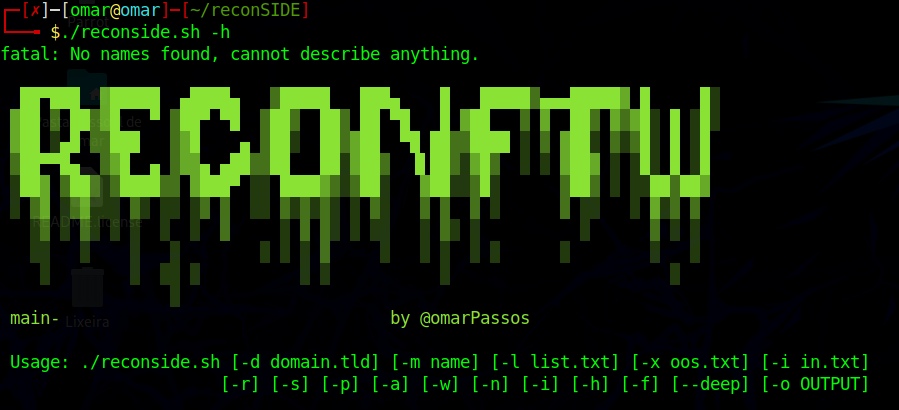 [✗]─[omar@omar]─[~/reconSIDE]
$./reconside.sh -h
fatal: No names found, cannot describe anything.
RECONFTW
main- by @omarPassos
Lixeira
Usage: ./reconside.sh [-d domain.tld] [-m name] [-l list.txt] [-x oos.txt] [-i in.txt]
[-r] [-s] [-p] [-a] [-w] [-n] [-i] [-h] [-f] [--deep] [-o OUTPUT]